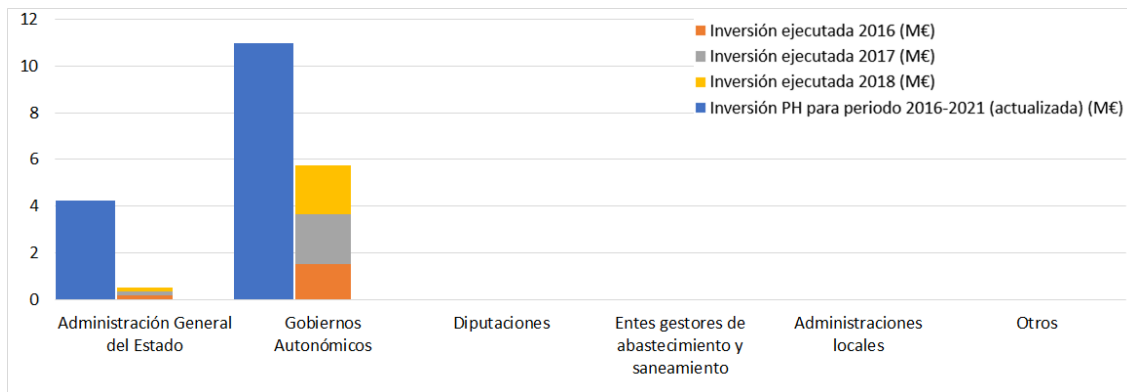 12
10
8
6
4
2
0
Inversión ejecutada 2016 (M€)
Inversión ejecutada 2017 (M€)
Inversión ejecutada 2018 (M€)
Inversión PH para periodo 2016-2021 (actualizada) (M€)
Administración General
del Estado
Gobiernos
Autonómicos
Diputaciones
Entes gestores de
abastecimiento y
saneamiento
Administraciones
locales
Otros